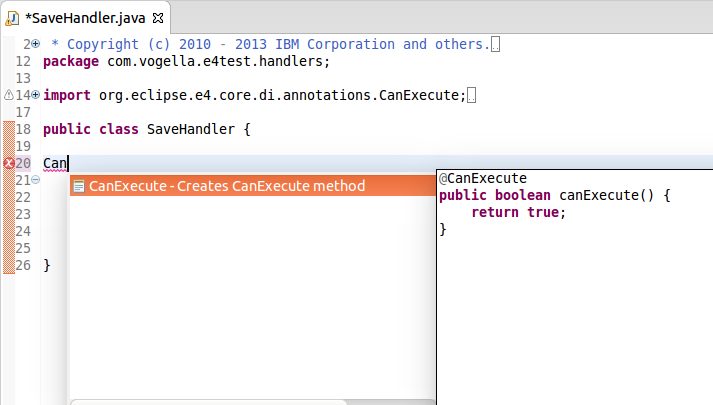 *SaveHandler.java
2 * Copyright (c) 2010 - 2013 IBM Corporation and others.
12 package com.vogella.e4test.handlers;
13
14 import org.eclipse.e4.core.di.annotations.CanExecute;
17
18 public class SaveHandler {
19
20 Can
21
22
23
24
25
26 }
CanExecute - Creates CanExecute method
@CanExecute
public boolean canExecute() {
return true;
}